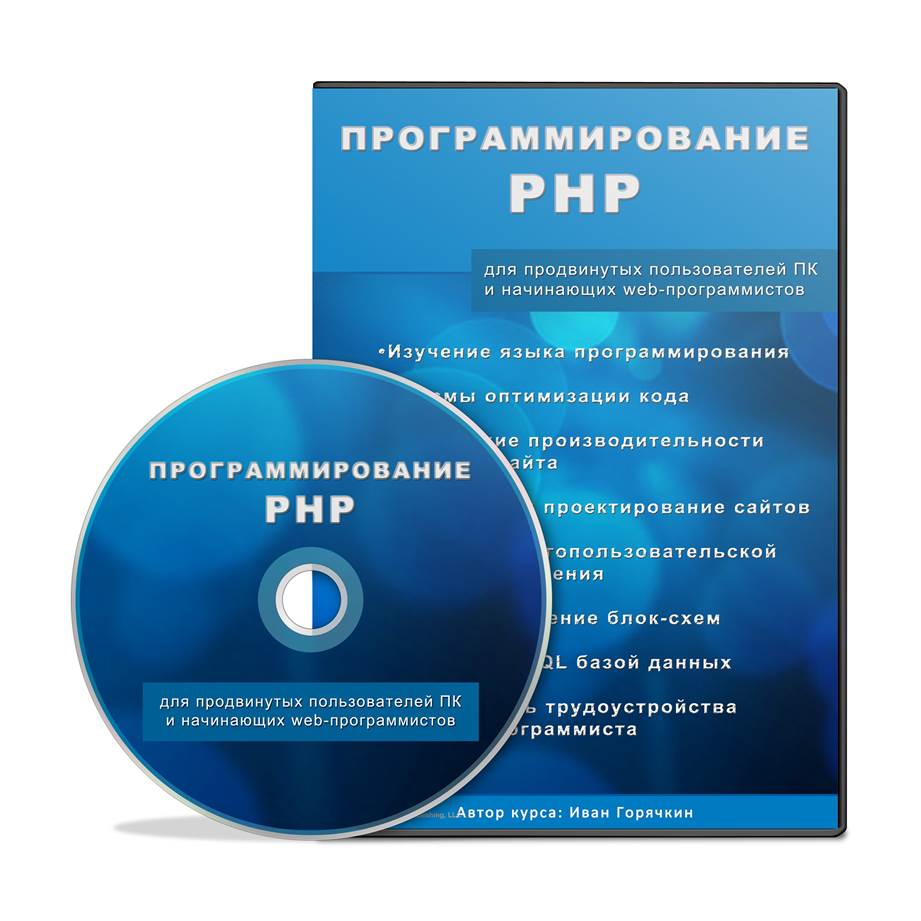 ПРОГРАММИРОВАНИЕ
PHP
для продвинутых пользователей ПК
и начинающих web-программистов
•Изучение языка программирования
оптимизации кода
производительности
проектирование сайтов
блок-схем
базой данных
трудоустройства
Автор курса: Иван Горячкин
ПРОГРАММИРОВАНИЕ
PHP
для продвинутых пользователей ПК
и начинающих web-программистов